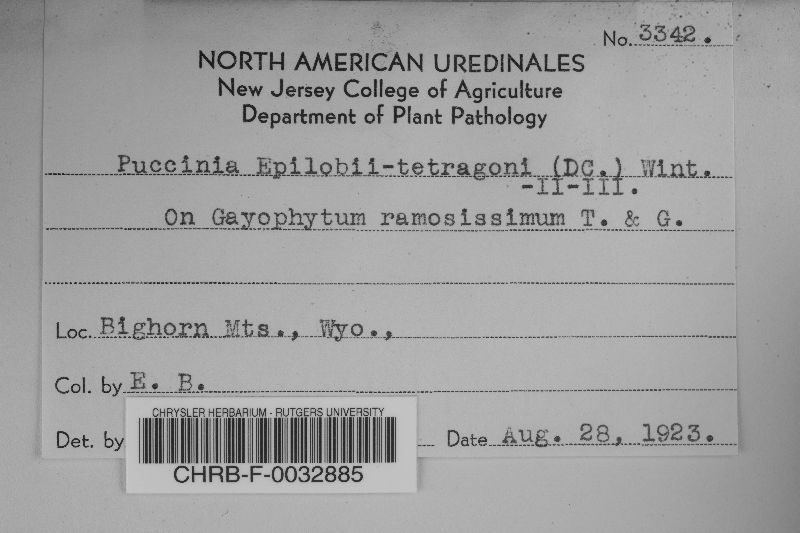 No. 3342.
NORTH AMERICAN UREDINALES
New Jersey College of Agriculture
Department of Plant Pathology
Puccinia Epilobii-tetragoni (DC.) Wint.
-II-III.
On Gayophytum ramosissimum T. & G.
Loc. Bighorn Mts., Wyo.,
Col. by E. B.
Det. by
Date Aug. 28, 1923.
CHRYSLER HERBARIUM - RUTGERS UNIVERSITY
CHRB-F-0032885